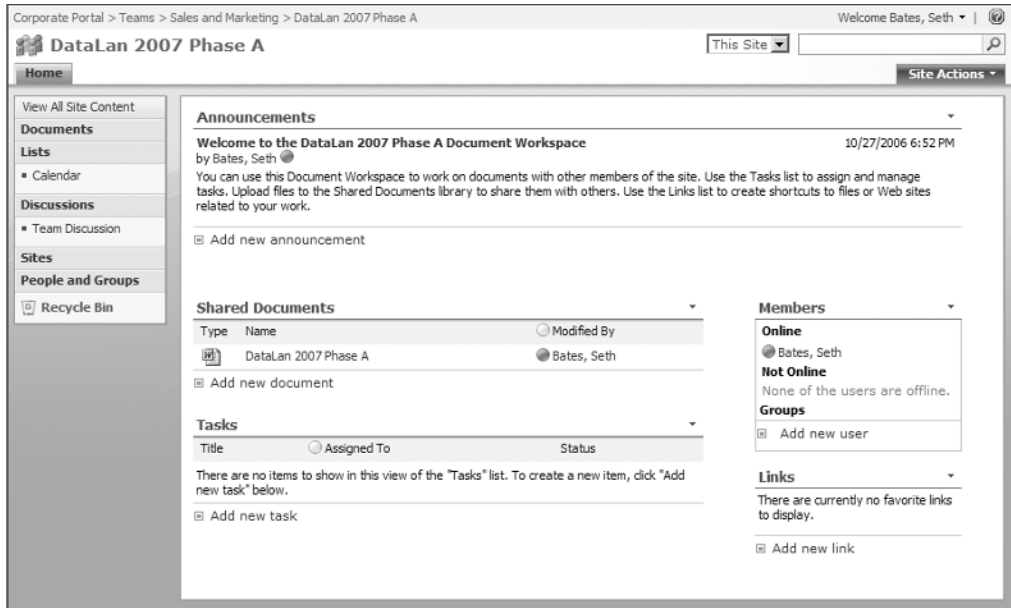 Corporate Portal > Teams > Sales and Marketing > DataLan 2007 Phase A
Welcome Bates, Seth
DataLan 2007 Phase A
This Site
Home
Site Actions
View All Site Content
Documents
Lists
Calendar
Discussions
Team Discussion
Sites
People and Groups
Recycle Bin
Announcements
Welcome to the DataLan 2007 Phase A Document Workspace
10/27/2006 6:52 PM
by Bates, Seth
You can use this Document Workspace to work on documents with other members of the site. Use the Tasks list to assign and manage
tasks. Upload files to the Shared Documents library to share them with others. Use the Links list to create shortcuts to files or Web sites
related to your work.
Add new announcement
Shared Documents
Type Name Modified By
DataLan 2007 Phase A Bates, Seth
Add new document
Tasks
Title Assigned To Status
There are no items to show in this view of the "Tasks" list. To create a new item, click "Add
new task" below.
Add new task
Members
Online
Bates, Seth
Not Online
None of the users are offline.
Groups
Add new user
Links
There are currently no favorite links
to display.
Add new link